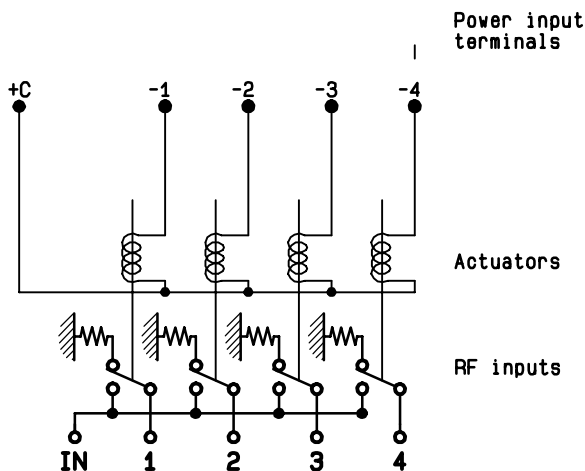 Power input
terminals
+C -1 -2 -3 -4
Actuators
RF inputs
IN 1 2 3 4